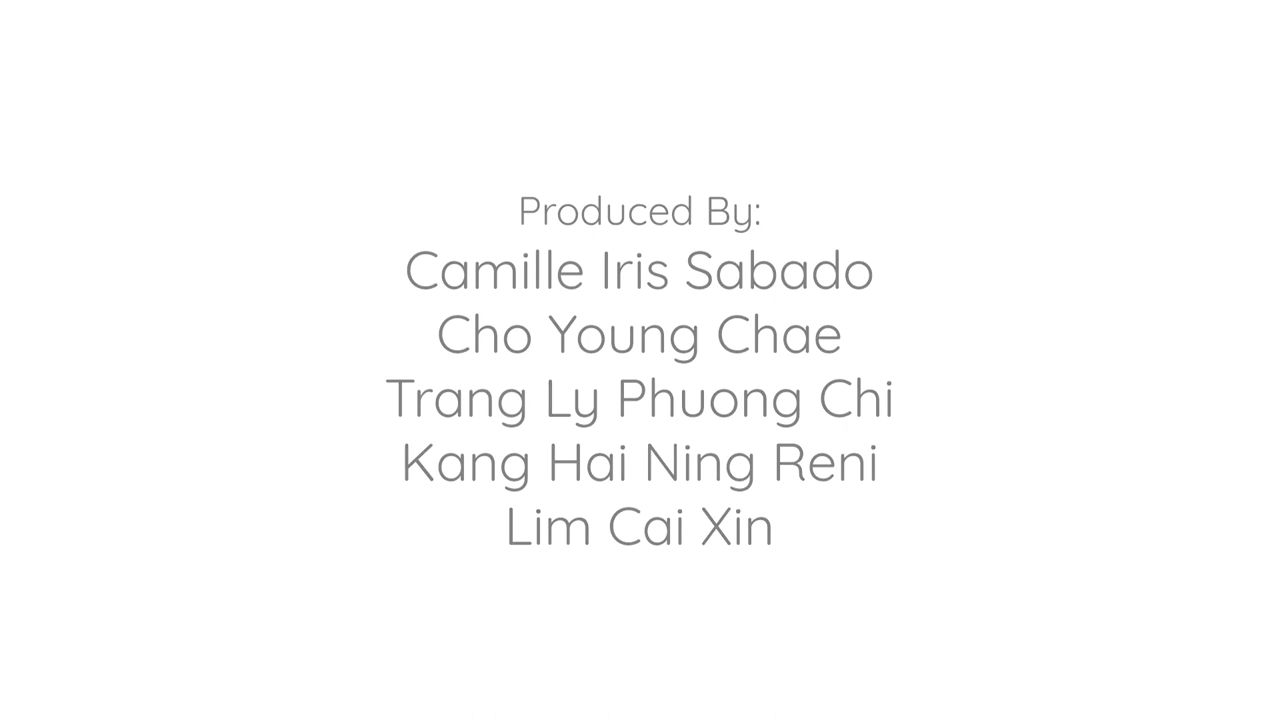 Produced By:
Camille Iris Sabado
Cho Young Chae
Trang Ly Phuong Chi
Kang Hai Ning Reni
Lim Cai Xin